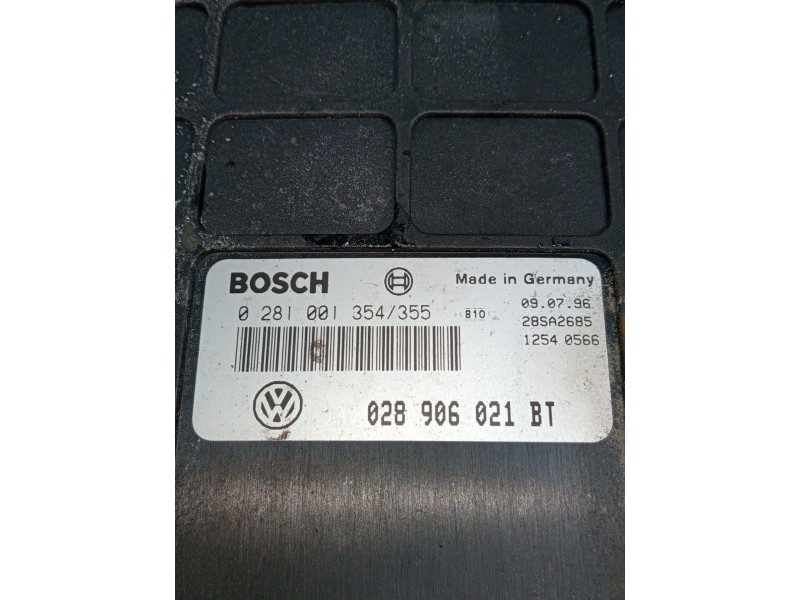 BOSCH
Made in Germany
0 281 001 354/355
810
09.07.96
28SA2685
1254 0566
VW
028 906 021 BT